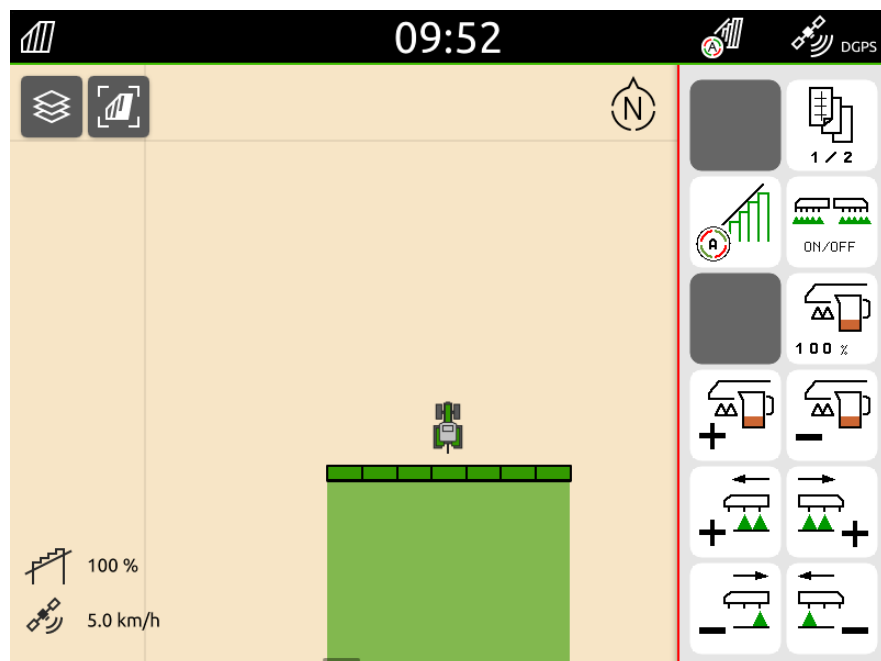 09:52
A
DGPS
N
1 / 2
A
ON/OFF
100 %
+
-
+
+
-
-
100 %
5.0 km/h